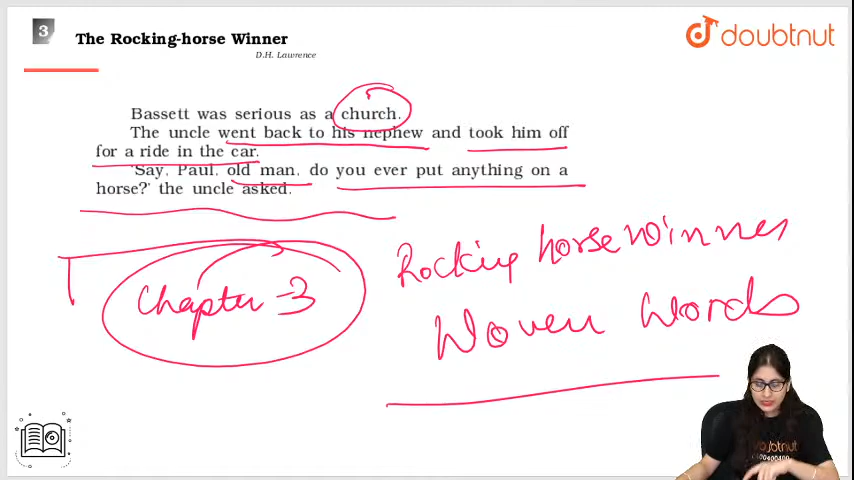 3
The Rocking-horse Winner
D.H. Lawrence
doubtnut
Bassett was serious as a church.
The uncle went back to his nephew and took him off
for a ride in the car.
'Say, Paul, old man, do you ever put anything on a
horse?' the uncle asked.
Rocking horse Winner
Chapter -3
Woven Words
doubtnut